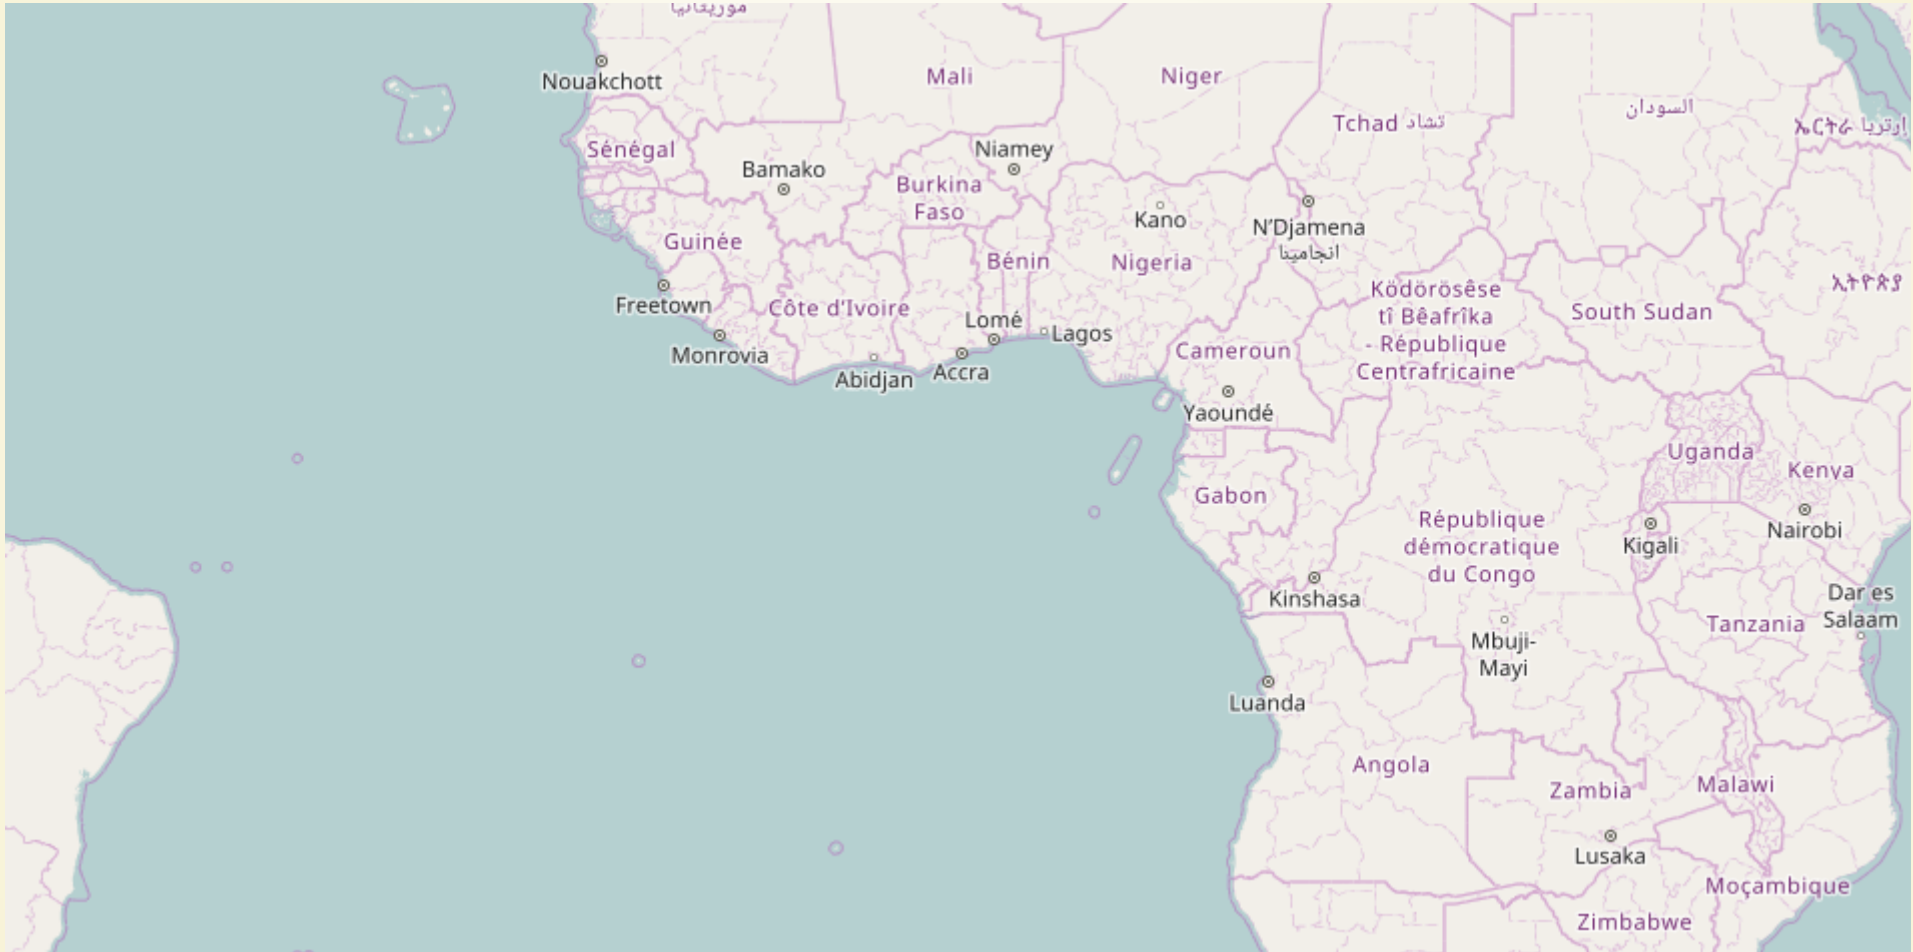 موريتانيا
Nouakchott
Mali
Niger
Tchad تشاد
السودان
ኤርትራ إرتريا
Sénégal
Bamako
Niamey
Burkina
Faso
Kano
N'Djamena
انجامينا
Guinée
Bénin
Nigeria
ኢትዮጵያ
Freetown
Côte d'Ivoire
Lomé
Lagos
Ködörösêse
tî Bêafrîka
- République
Centrafricaine
South Sudan
Monrovia
Abidjan
Accra
Cameroun
Yaoundé
Uganda
Kenya
Gabon
République
démocratique
du Congo
Nairobi
Kigali
Kinshasa
Dar es
Salaam
Tanzania
Mbuji-
Mayi
Luanda
Angola
Zambia
Malawi
Lusaka
Moçambique
Zimbabwe